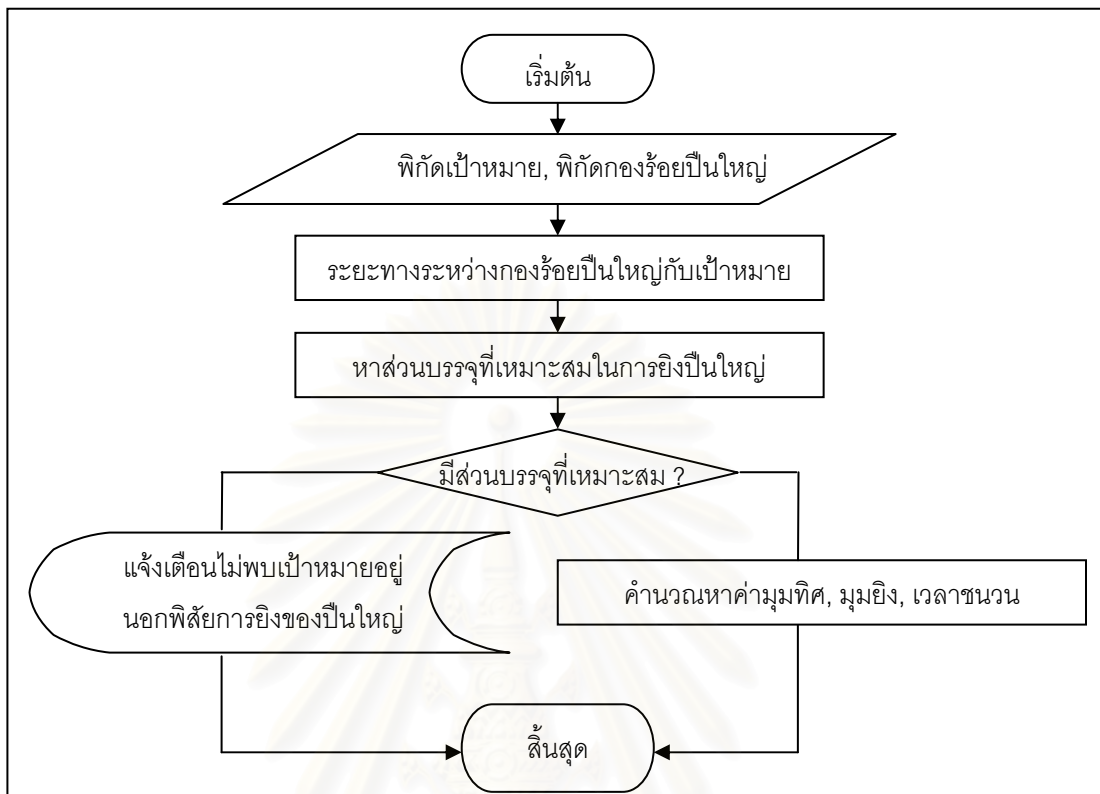 เริ่มต้น
พิกัดเป้าหมาย, พิกัดกองร้อยปืนใหญ่
ระยะทางระหว่างกองร้อยปืนใหญ่กับเป้าหมาย
หาส่วนบรรจุที่เหมาะสมในการยิงปืนใหญ่
มีส่วนบรรจุที่เหมาะสม ?
แจ้งเตือนไม่พบเป้าหมายอยู่
นอกพิสัยการยิงของปืนใหญ่
คำนวณหาค่ามุมทิศ, มุมยิง, เวลาชนวน
สิ้นสุด